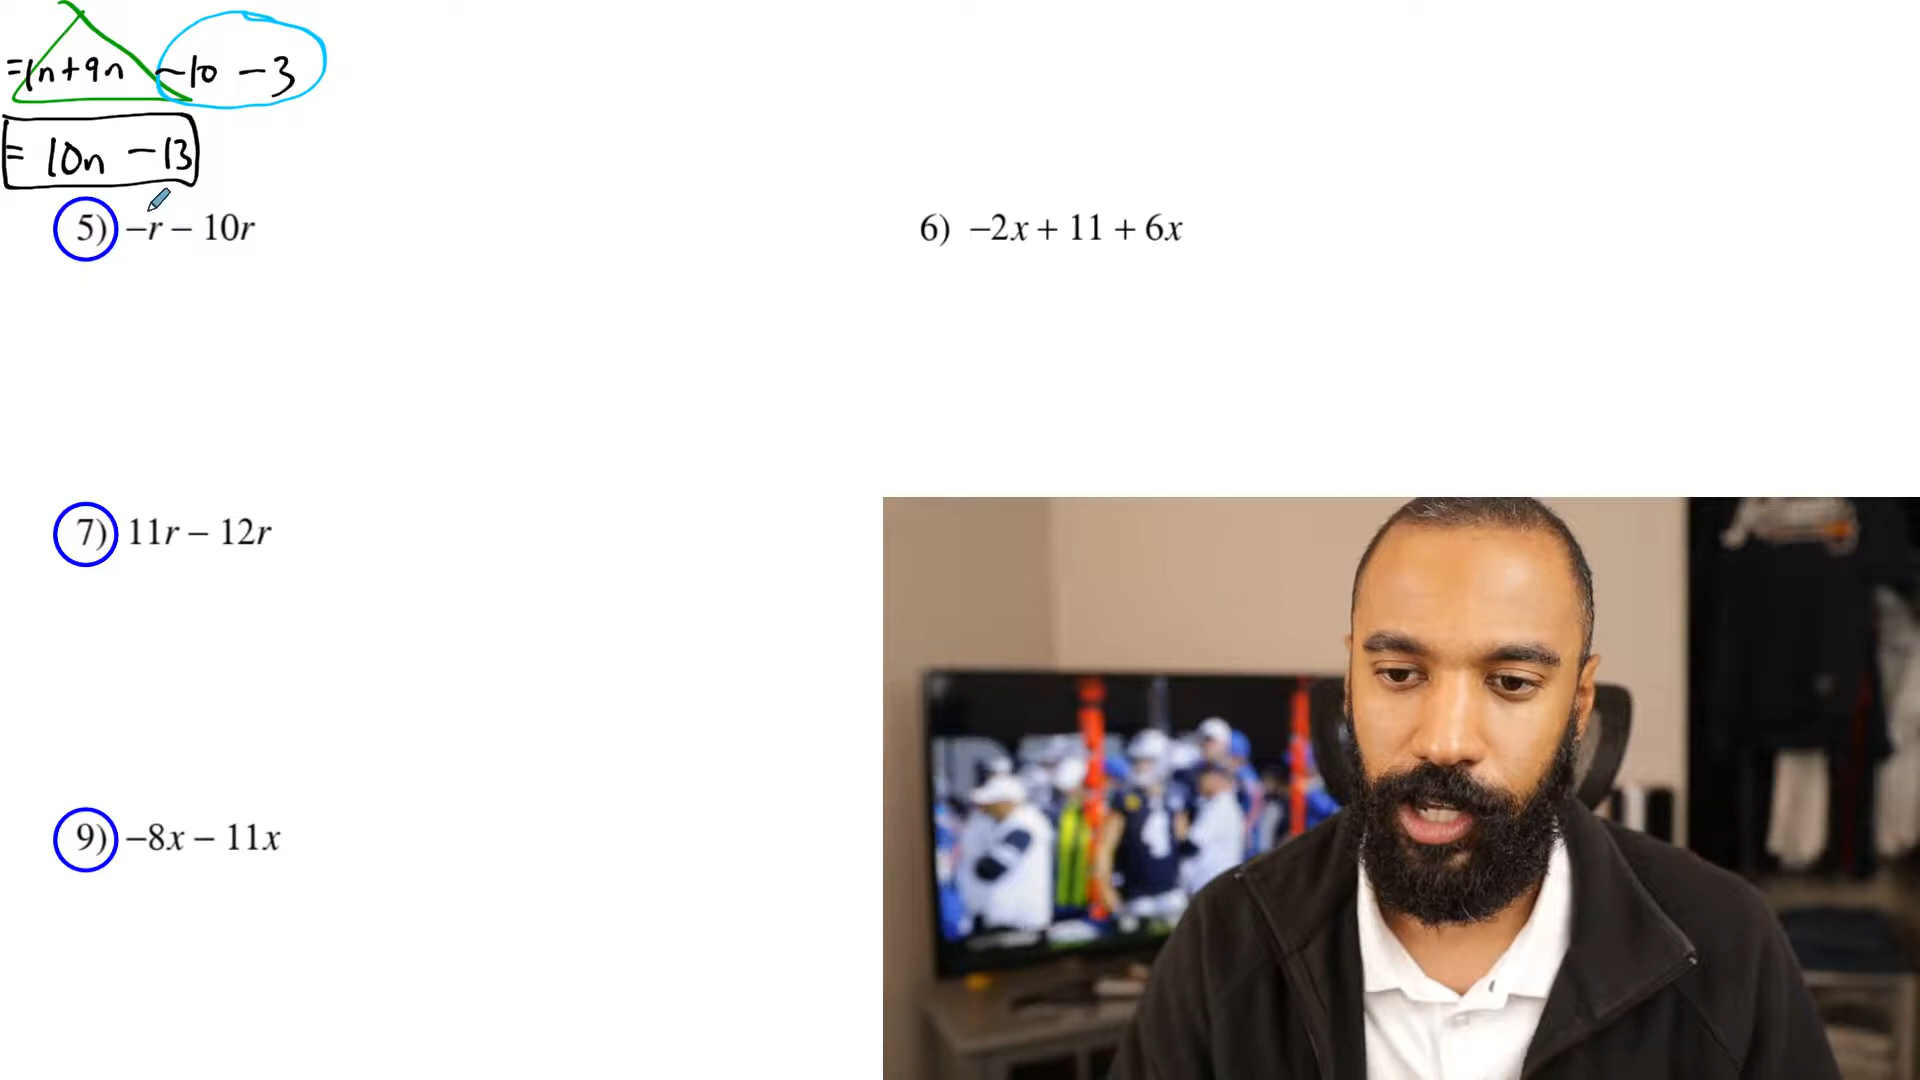 =1n+9n -10 -3
= 10n -13
5) –r – 10r
6) –2x + 11 + 6x
7) 11r – 12r
9) –8x – 11x